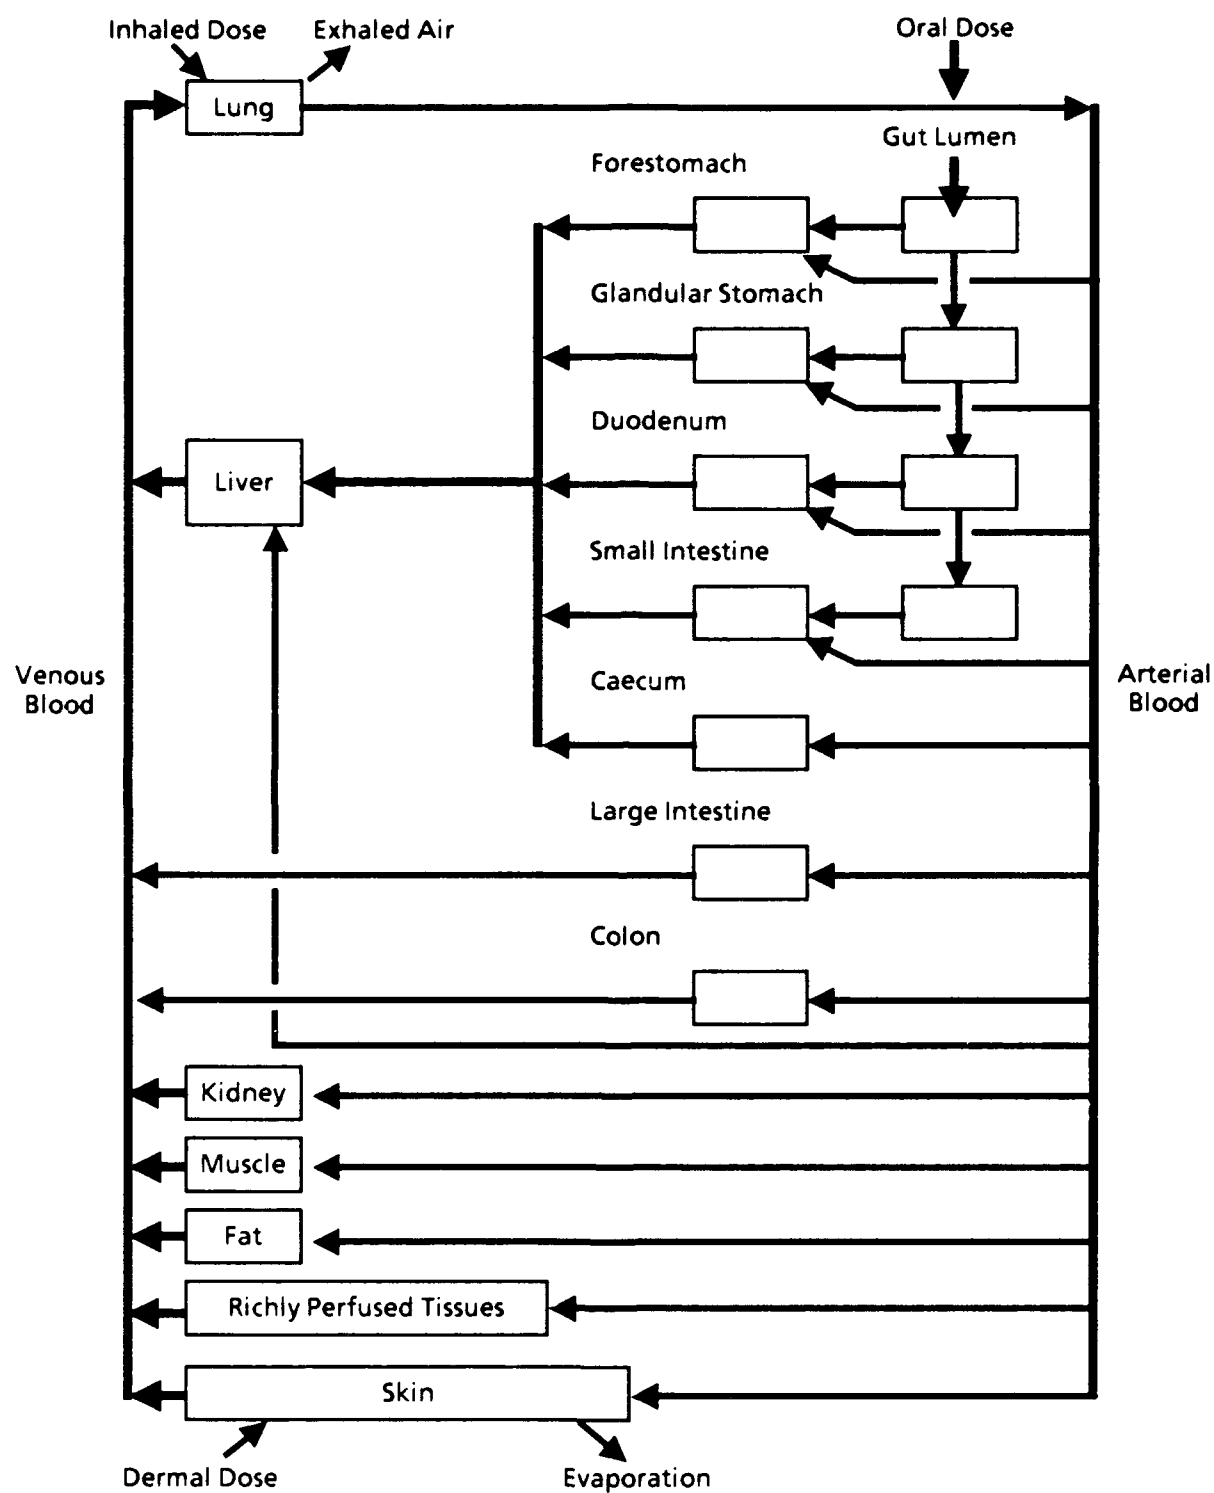 Inhaled Dose
Exhaled Air
Oral Dose
Lung
Gut Lumen
Forestomach
Glandular Stomach
Duodenum
Liver
Small Intestine
Venous
Blood
Caecum
Arterial
Blood
Large Intestine
Colon
Kidney
Muscle
Fat
Richly Perfused Tissues
Skin
Dermal Dose
Evaporation